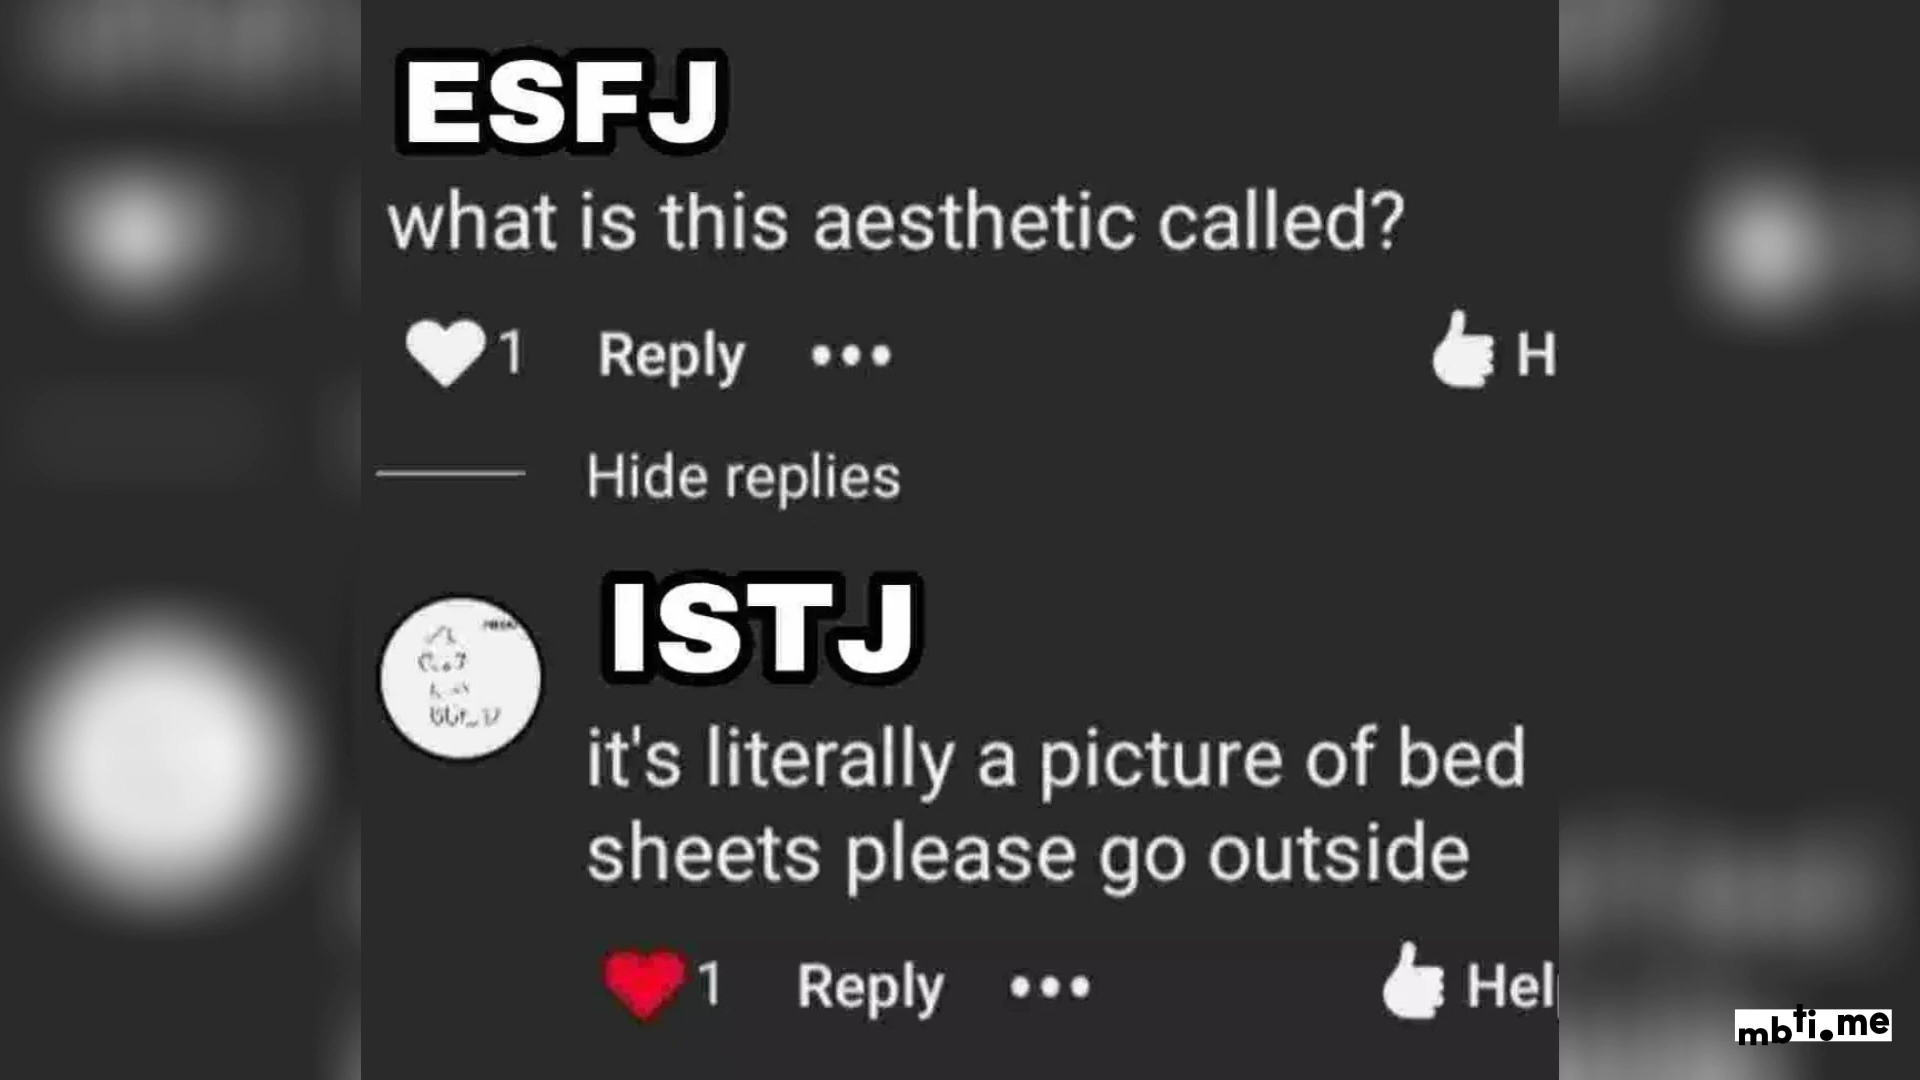 ESFJ
what is this aesthetic called?
1 Reply ••• H
Hide replies
ISTJ
it's literally a picture of bed
sheets please go outside
1 Reply ••• Hel
mbti.me